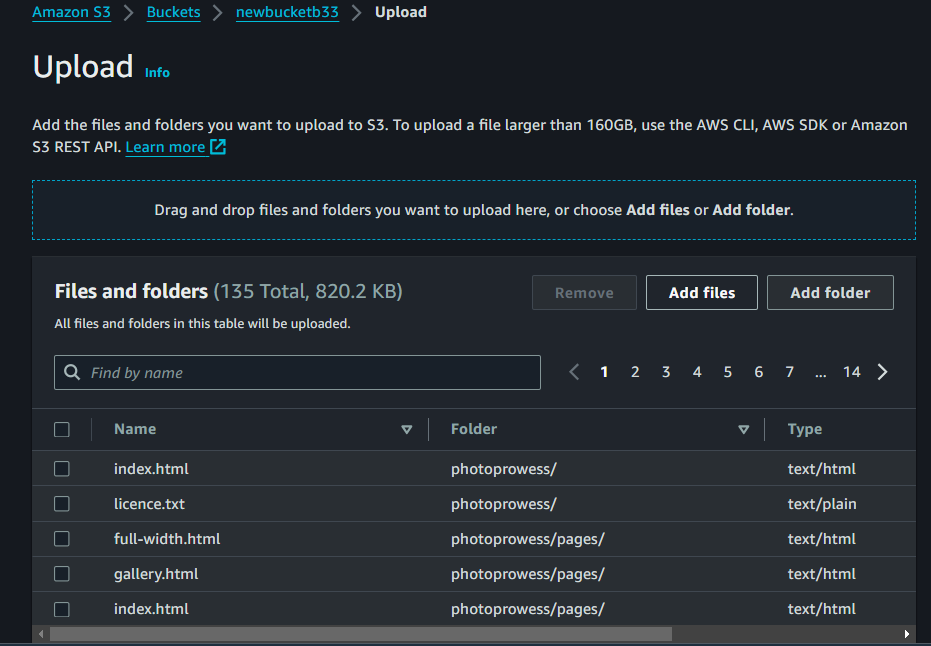 Amazon S3 > Buckets > newbucketb33 > Upload
Upload Info
Add the files and folders you want to upload to S3. To upload a file larger than 160GB, use the AWS CLI, AWS SDK or Amazon
S3 REST API. Learn more
Drag and drop files and folders you want to upload here, or choose Add files or Add folder.
Files and folders (135 Total, 820.2 KB)
Remove Add files Add folder
All files and folders in this table will be uploaded.
Find by name
< 1 2 3 4 5 6 7 ... 14 >
Name Folder Type
index.html photoprowess/ text/html
licence.txt photoprowess/ text/plain
full-width.html photoprowess/pages/ text/html
gallery.html photoprowess/pages/ text/html
index.html photoprowess/pages/ text/html